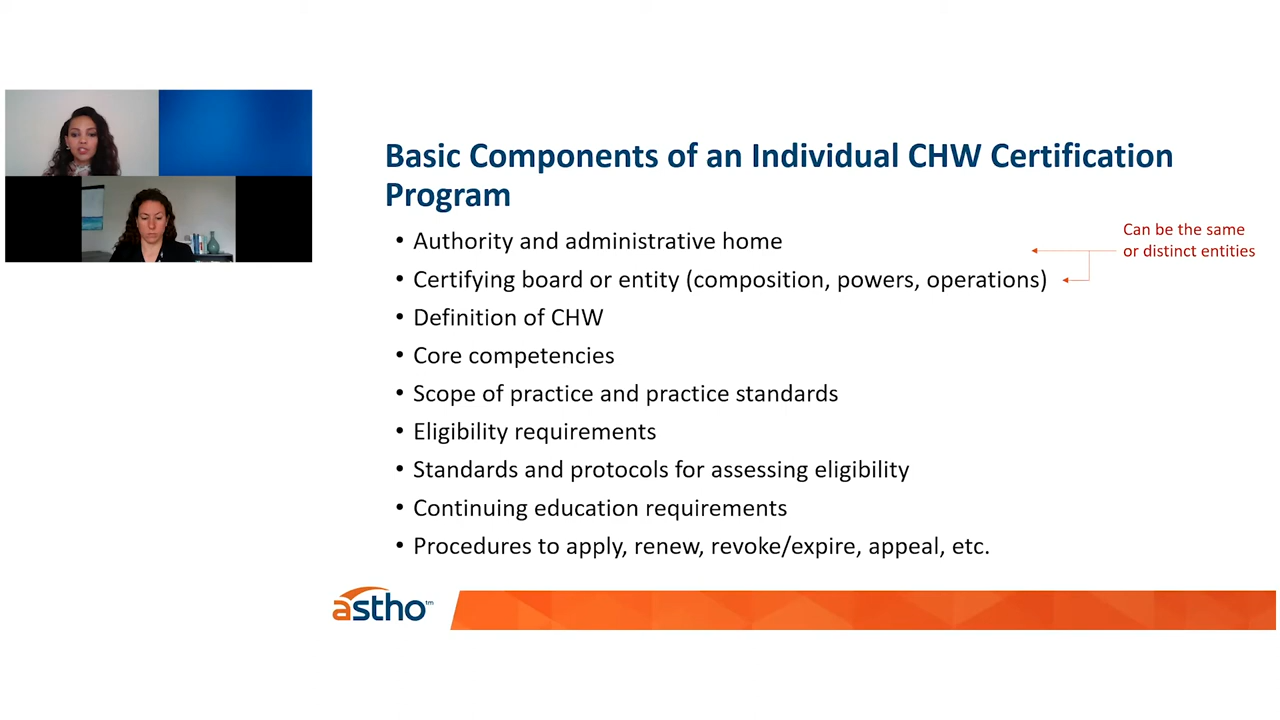 Basic Components of an Individual CHW Certification
Program
• Authority and administrative home
• Certifying board or entity (composition, powers, operations)
Can be the same
or distinct entities
• Definition of CHW
• Core competencies
• Scope of practice and practice standards
• Eligibility requirements
• Standards and protocols for assessing eligibility
• Continuing education requirements
• Procedures to apply, renew, revoke/expire, appeal, etc.
astho™